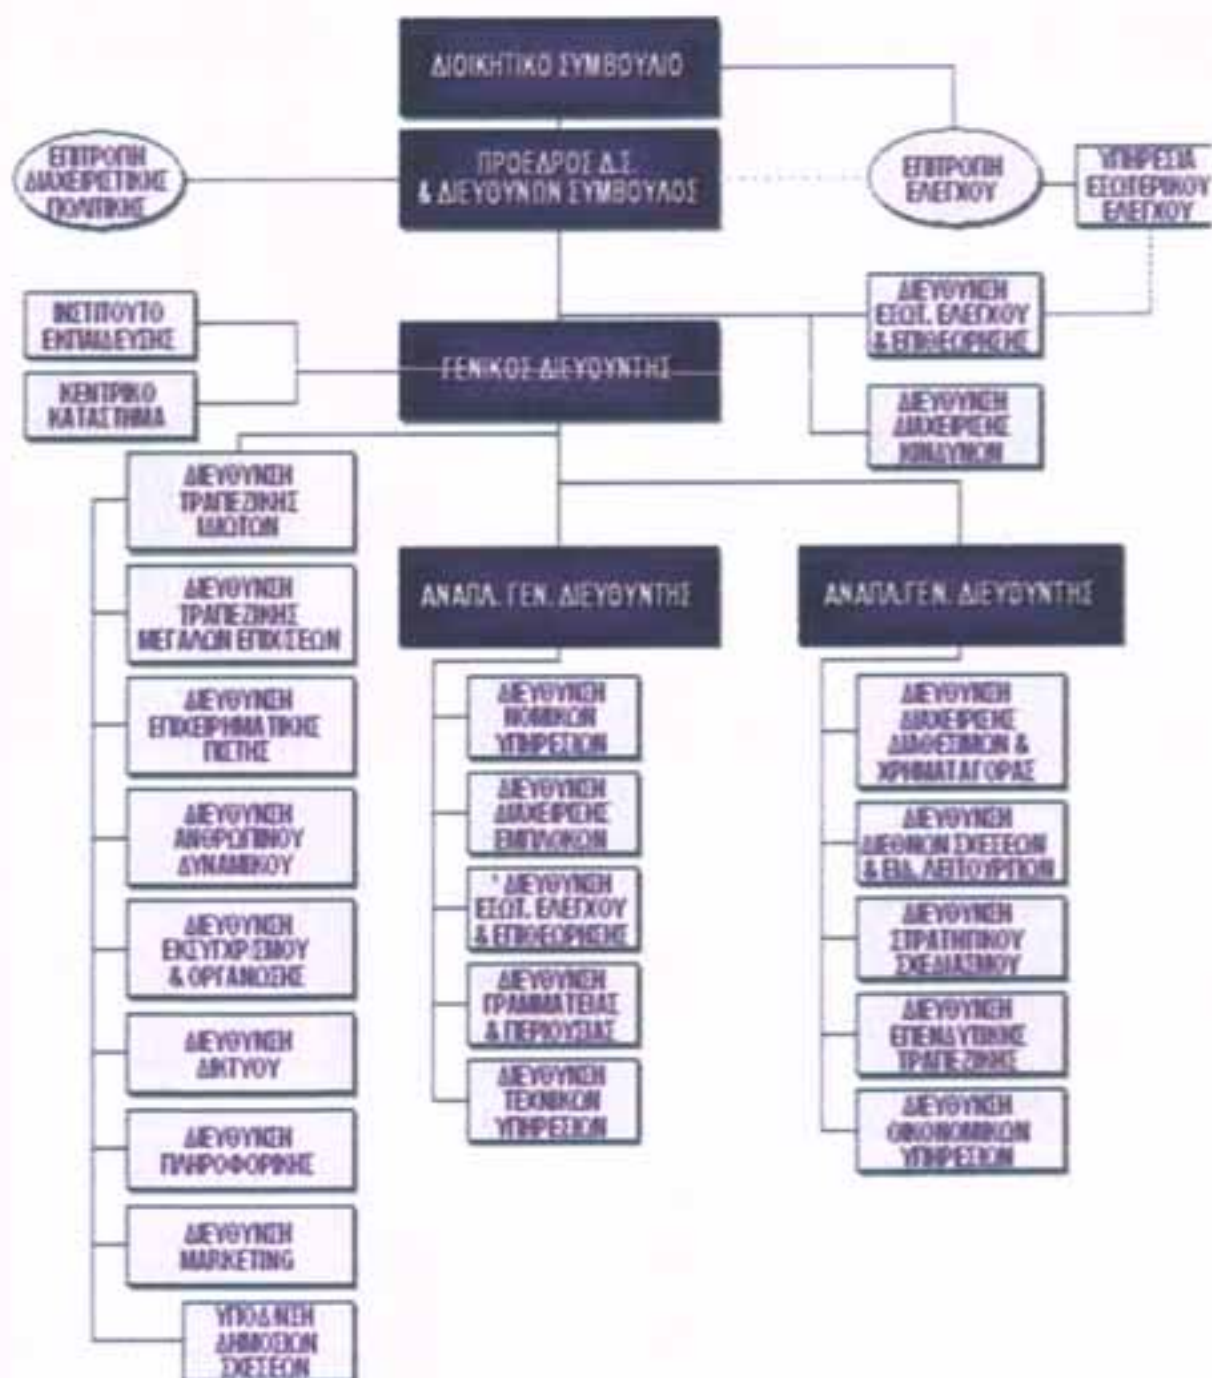 ΔΙΟΙΚΗΤΙΚΟ ΣΥΜΒΟΥΛΙΟ
ΠΡΟΕΔΡΟΣ Δ.Σ.
& ΔΙΕΥΘΥΝΩΝ ΣΥΜΒΟΥΛΟΣ
ΕΠΙΤΡΟΠΗ
ΔΙΑΧΕΙΡΙΣΤΙΚΗΣ
ΠΟΛΙΤΙΚΗΣ
ΕΠΙΤΡΟΠΗ
ΕΛΕΓΧΟΥ
ΥΠΗΡΕΣΙΑ
ΕΣΩΤΕΡΙΚΟΥ
ΕΛΕΓΧΟΥ
ΙΝΣΤΙΤΟΥΤΟ
ΕΚΠΑΙΔΕΥΣΗΣ
ΚΕΝΤΡΙΚΟ
ΚΑΤΑΣΤΗΜΑ
ΓΕΝΙΚΟΣ ΔΙΕΥΘΥΝΤΗΣ
ΔΙΕΥΘΥΝΣΗ
ΕΣΩΤ. ΕΛΕΓΧΟΥ
& ΕΠΙΘΕΩΡΗΣΗΣ
ΔΙΕΥΘΥΝΣΗ
ΔΙΑΧΕΙΡΙΣΗΣ
ΚΙΝΔΥΝΩΝ
ΔΙΕΥΘΥΝΣΗ
ΤΡΑΠΕΖΙΚΗΣ
ΙΔΙΩΤΩΝ
ΔΙΕΥΘΥΝΣΗ
ΤΡΑΠΕΖΙΚΗΣ
ΜΕΓΑΛΩΝ ΕΠΙΧ/ΣΕΩΝ
ΔΙΕΥΘΥΝΣΗ
ΕΠΙΧΕΙΡΗΜΑΤΙΚΗΣ
ΠΙΣΤΗΣ
ΔΙΕΥΘΥΝΣΗ
ΑΝΘΡΩΠΙΝΟΥ
ΔΥΝΑΜΙΚΟΥ
ΔΙΕΥΘΥΝΣΗ
ΕΚΣΥΓΧΡ/ΣΜΟΥ
& ΟΡΓΑΝΩΣΗΣ
ΔΙΕΥΘΥΝΣΗ
ΔΙΚΤΥΟΥ
ΔΙΕΥΘΥΝΣΗ
ΠΛΗΡΟΦΟΡΙΚΗΣ
ΔΙΕΥΘΥΝΣΗ
MARKETING
ΥΠΟΔ/ΝΣΗ
ΔΗΜΟΣΙΩΝ
ΣΧΕΣΕΩΝ
ΑΝΑΠΛ. ΓΕΝ. ΔΙΕΥΘΥΝΤΗΣ
ΔΙΕΥΘΥΝΣΗ
ΝΟΜΙΚΩΝ
ΥΠΗΡΕΣΙΩΝ
ΔΙΕΥΘΥΝΣΗ
ΔΙΑΧΕΙΡΙΣΗΣ
ΕΜΠΛΟΚΩΝ
* ΔΙΕΥΘΥΝΣΗ
ΕΣΩΤ. ΕΛΕΓΧΟΥ
& ΕΠΙΘΕΩΡΗΣΗΣ
ΔΙΕΥΘΥΝΣΗ
ΓΡΑΜΜΑΤΕΙΑΣ
& ΠΕΡΙΟΥΣΙΑΣ
ΔΙΕΥΘΥΝΣΗ
ΤΕΧΝΙΚΩΝ
ΥΠΗΡΕΣΙΩΝ
ΑΝΑΠΛ.ΓΕΝ. ΔΙΕΥΘΥΝΤΗΣ
ΔΙΕΥΘΥΝΣΗ
ΔΙΑΧΕΙΡΙΣΗΣ
ΔΙΑΘΕΣΙΜΩΝ &
ΧΡΗΜΑΤΑΓΟΡΑΣ
ΔΙΕΥΘΥΝΣΗ
ΔΙΕΘΝΩΝ ΣΧΕΣΕΩΝ
& ΕΙΔ. ΛΕΙΤΟΥΡΓΙΩΝ
ΔΙΕΥΘΥΝΣΗ
ΣΤΡΑΤΗΓΙΚΟΥ
ΣΧΕΔΙΑΣΜΟΥ
ΔΙΕΥΘΥΝΣΗ
ΕΠΕΝΔΥΤΙΚΗΣ
ΤΡΑΠΕΖΙΚΗΣ
ΔΙΕΥΘΥΝΣΗ
ΟΙΚΟΝΟΜΙΚΩΝ
ΥΠΗΡΕΣΙΩΝ